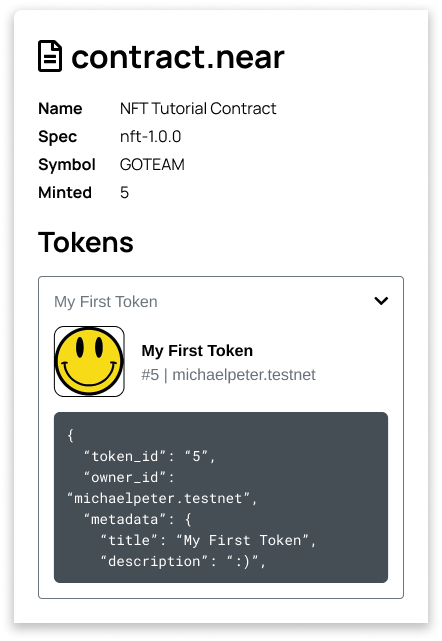 contract.near
Name NFT Tutorial Contract
Spec nft-1.0.0
Symbol GOTEAM
Minted 5
Tokens
My First Token
My First Token
#5 | michaelpeter.testnet
{
“token_id”: “5”,
“owner_id”:
“michaelpeter.testnet”,
“metadata”: {
“title”: “My First Token”,
“description”: “:)”,